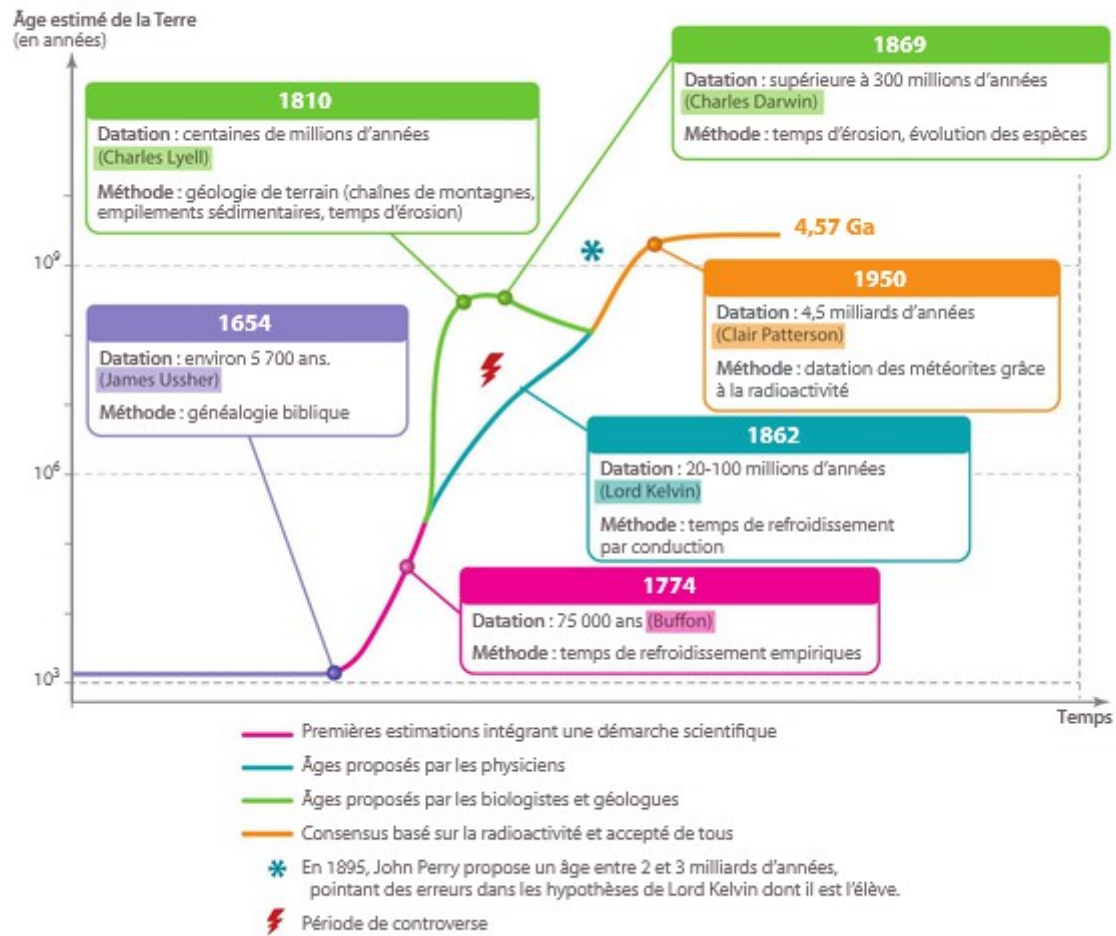 Âge estimé de la Terre
(en années)
1869
Datation : supérieure à 300 millions d'années
(Charles Darwin)
Méthode : temps d'érosion, évolution des espèces
1810
Datation : centaines de millions d'années
(Charles Lyell)
Méthode : géologie de terrain (chaînes de montagnes,
empilements sédimentaires, temps d'érosion)
4,57 Ga
10⁹
1950
Datation : 4,5 milliards d'années
(Clair Patterson)
Méthode : datation des météorites grâce
à la radioactivité
1654
Datation : environ 5 700 ans.
(James Ussher)
Méthode : généalogie biblique
1862
Datation : 20-100 millions d'années
(Lord Kelvin)
Méthode : temps de refroidissement
par conduction
10⁶
1774
Datation : 75 000 ans (Buffon)
Méthode : temps de refroidissement empiriques
10³
Temps
Premières estimations intégrant une démarche scientifique
Âges proposés par les physiciens
Âges proposés par les biologistes et géologues
Consensus basé sur la radioactivité et accepté de tous
* En 1895, John Perry propose un âge entre 2 et 3 milliards d'années,
pointant des erreurs dans les hypothèses de Lord Kelvin dont il est l'élève.
Période de controverse